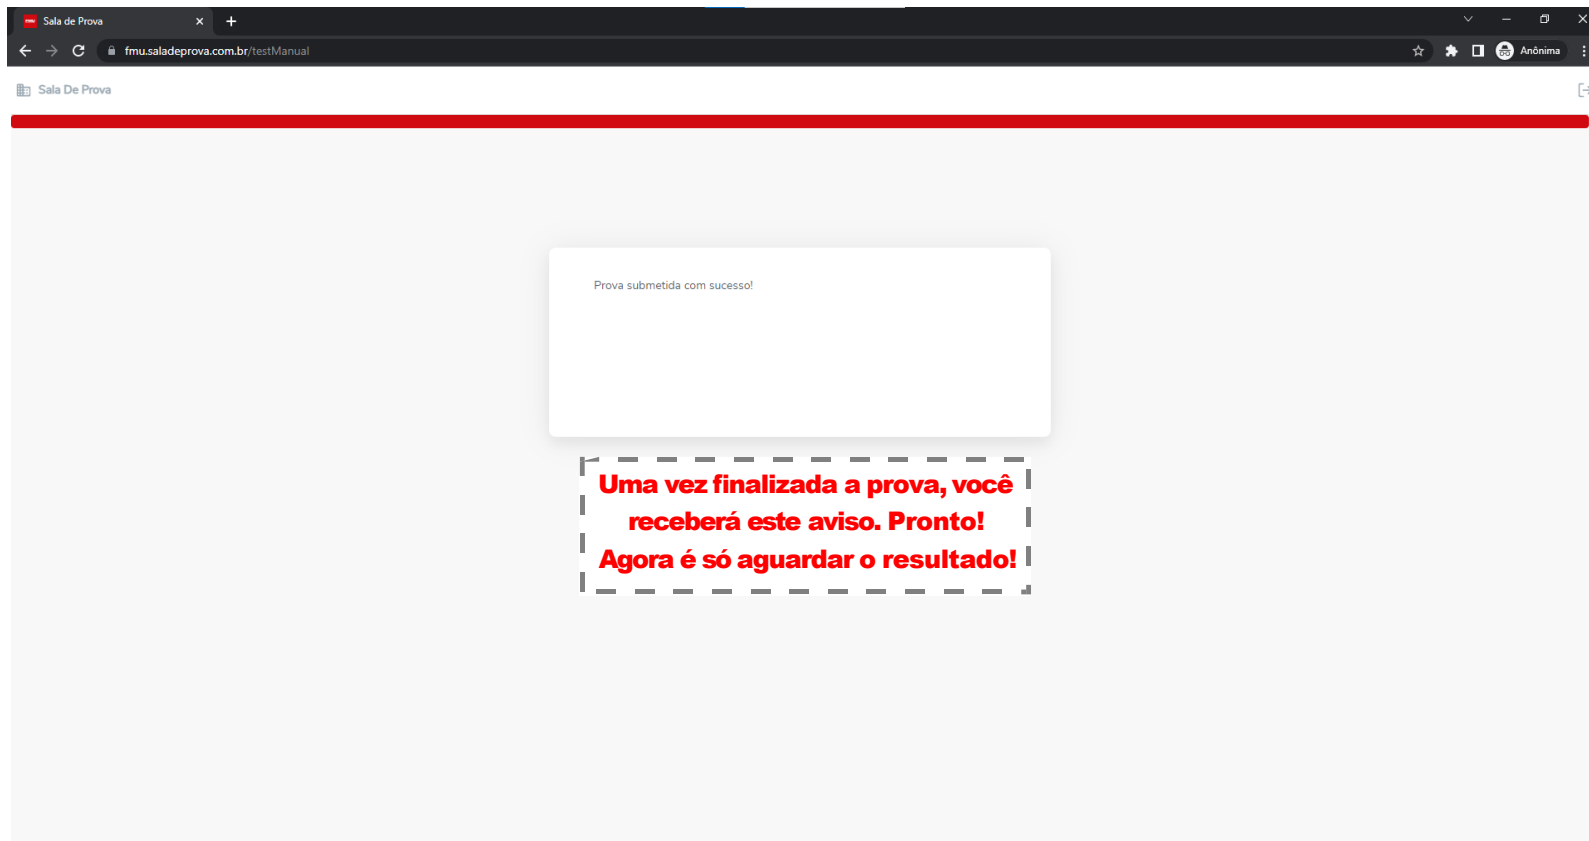 Sala de Prova
fmu.saladeprova.com.br/testManual
Anônima
Sala De Prova
Prova submetida com sucesso!
Uma vez finalizada a prova, você
receberá este aviso. Pronto!
Agora é só aguardar o resultado!